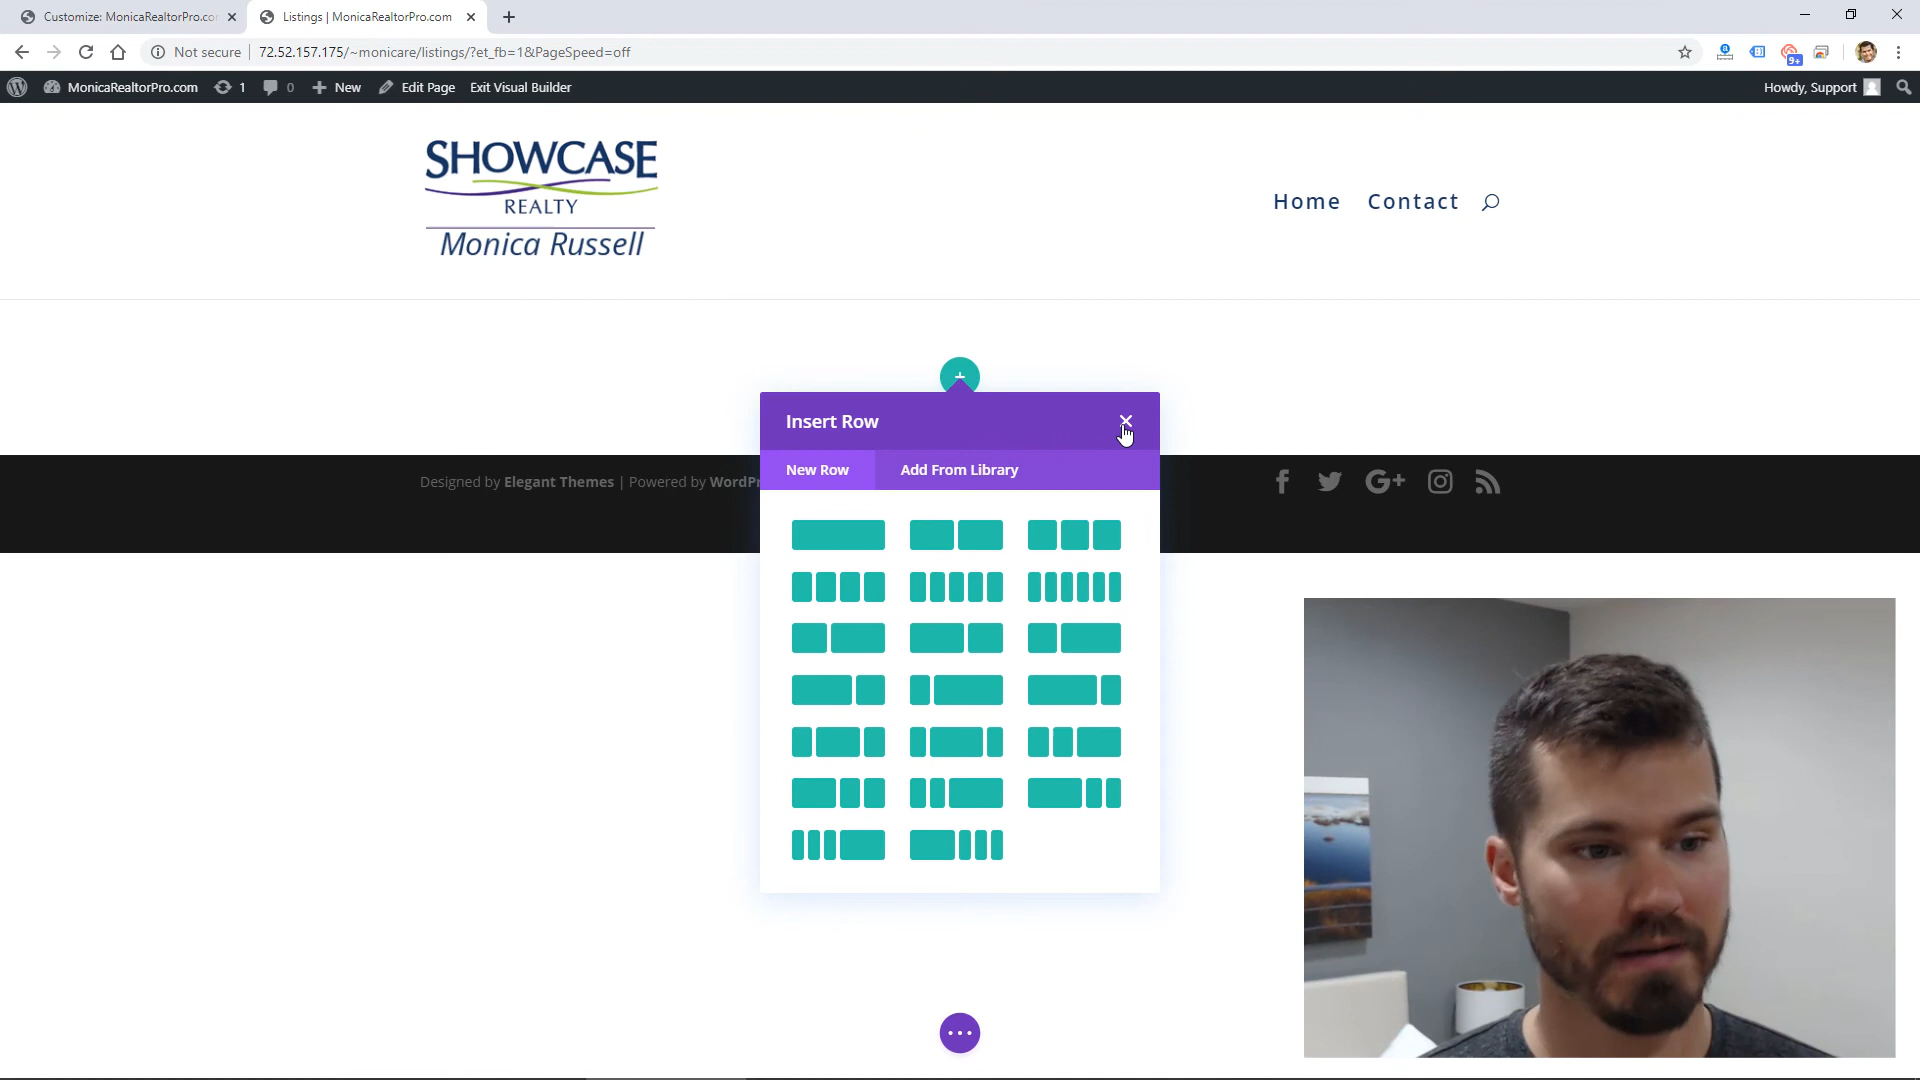 Customize: MonicaRealtorPro.co
Listings | MonicaRealtorPro.com
Not secure
72.52.157.175/~monicare/listings/?et_fb=1&PageSpeed=off
9+
MonicaRealtorPro.com
1
0
New
Edit Page
Exit Visual Builder
Howdy, Support
SHOWCASE
REALTY
Monica Russell
Home
Contact
Insert Row
New Row
Add From Library
Designed by Elegant Themes | Powered by WordPr